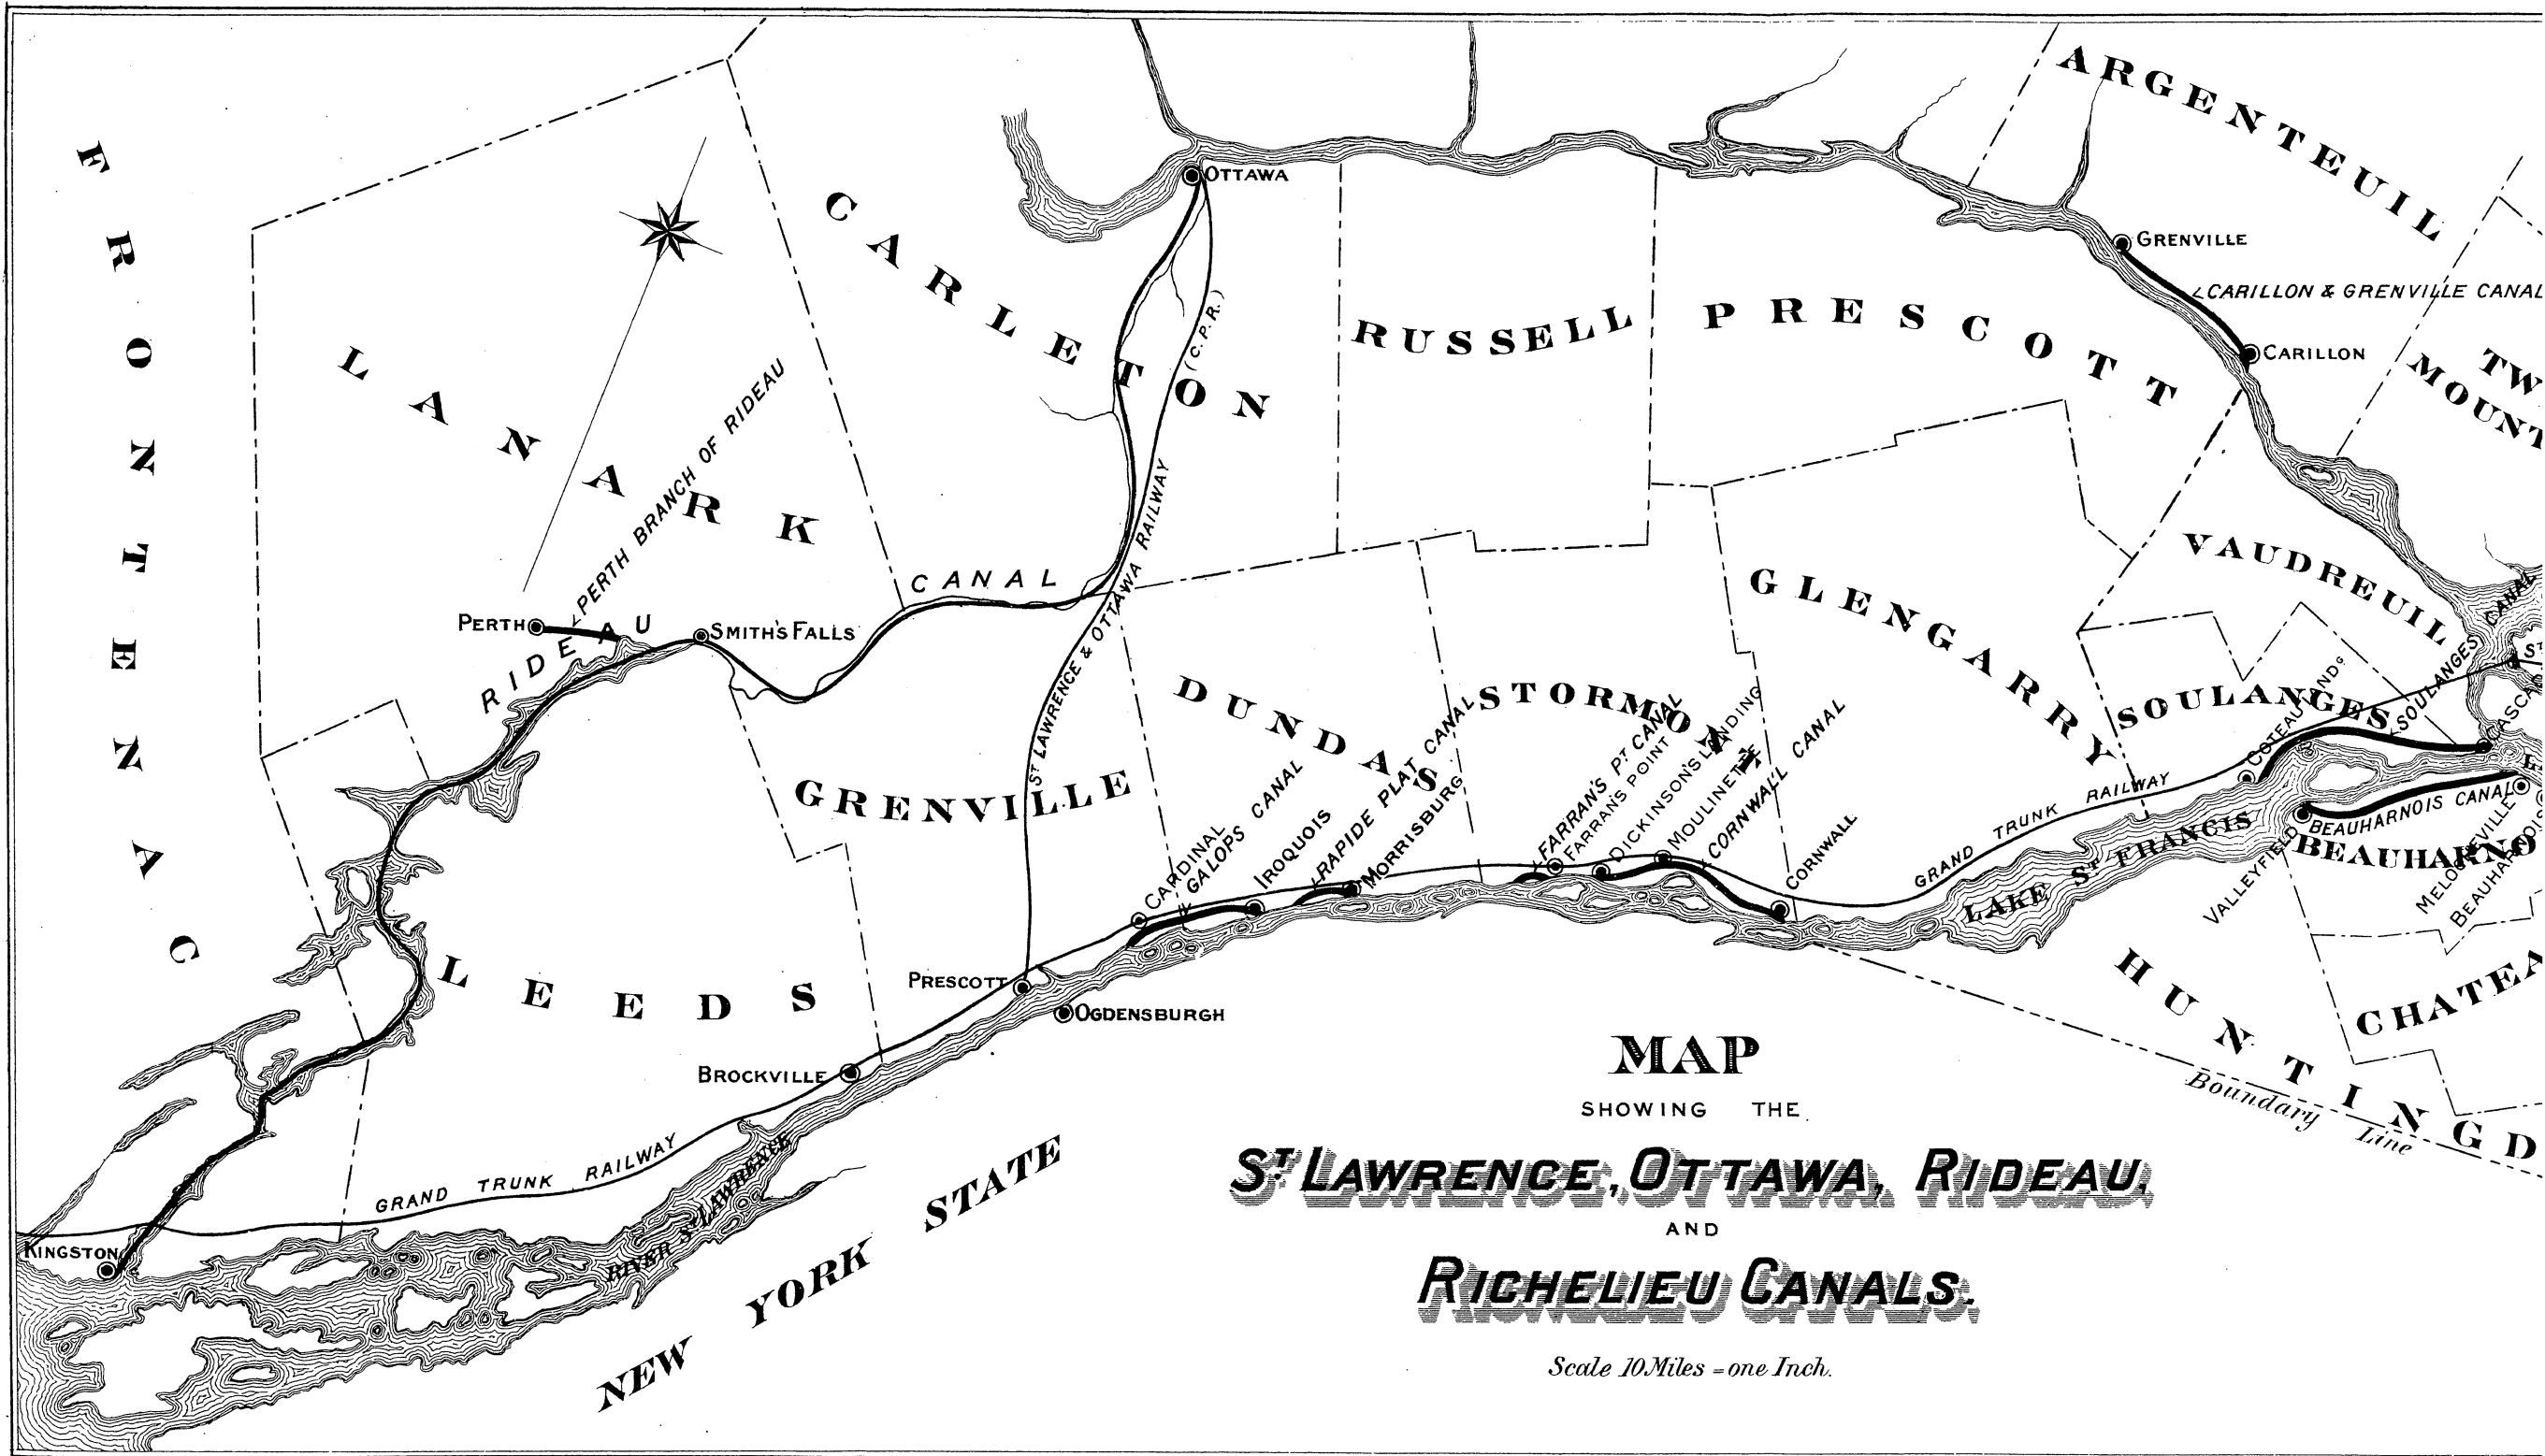 ARGENTEUIL
FRONTENAC
LANARK
CARLETON
OTTAWA
RUSSELL
PRESCOTT
GRENVILLE
CARILLON & GRENVILLE CANAL
CARILLON
(C.P.R.)
PERTH BRANCH OF RIDEAU
ST LAWRENCE & OTTAWA RAILWAY
VAUDREUIL
GLENGARRY
PERTH
RIDEAU CANAL
SMITH'S FALLS
DUNDAS
STORMONT
SOULANGES
SOULANGES CANAL
GRENVILLE
CARDINAL
GALOPS CANAL
IROQUOIS
RAPIDE PLAT CANAL
MORRISBURG
FARRAN'S PT CANAL
FARRAN'S POINT
DICKINSON'S LANDING
MOULINETTE
CORNWALL CANAL
CORNWALL
GRAND TRUNK RAILWAY
COTEAU LANDG
LAKE ST FRANCIS
BEAUHARNOIS CANAL
VALLEYFIELD
MELOCHEVILLE
LEEDS
PRESCOTT
OGDENSBURGH
BROCKVILLE
GRAND TRUNK RAILWAY
KINGSTON
RIVER ST LAWRENCE
NEW YORK STATE
Boundary Line
MAP
SHOWING THE
ST LAWRENCE, OTTAWA, RIDEAU,
AND
RICHELIEU CANALS.
Scale 10 Miles = one Inch.